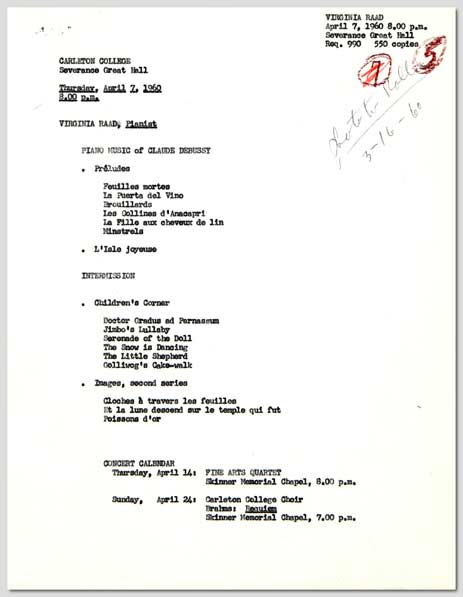 VIRGINIA RAAD
April 7, 1960 8.00 p.m.
Severance Great Hall
Req. 990 550 copies
7
5
3-16-60
CARLETON COLLEGE
Severance Great Hall
Thursday, April 7, 1960
8.00 p.m.
VIRGINIA RAAD, Pianist
PIANO MUSIC of CLAUDE DEBUSSY
. Préludes
Feuilles mortes
La Puerta del Vino
Brouillards
Les Collines d'Anacapri
La Fille aux cheveux de lin
Minstrels
. L'Isle joyeuse
INTERMISSION
. Children's Corner
Doctor Gradus ad Parnassum
Jimbo's Lullaby
Serenade of the Doll
The Snow is Dancing
The Little Shepherd
Golliwog's Cake-walk
. Images, second series
Cloches à travers les feuilles
Et la lune descend sur le temple qui fut
Poissons d'or
CONCERT CALENDAR
Thursday, April 14: FINE ARTS QUARTET
Skinner Memorial Chapel, 8.00 p.m.
Sunday, April 24: Carleton College Choir
Brahms: Requiem
Skinner Memorial Chapel, 7.00 p.m.